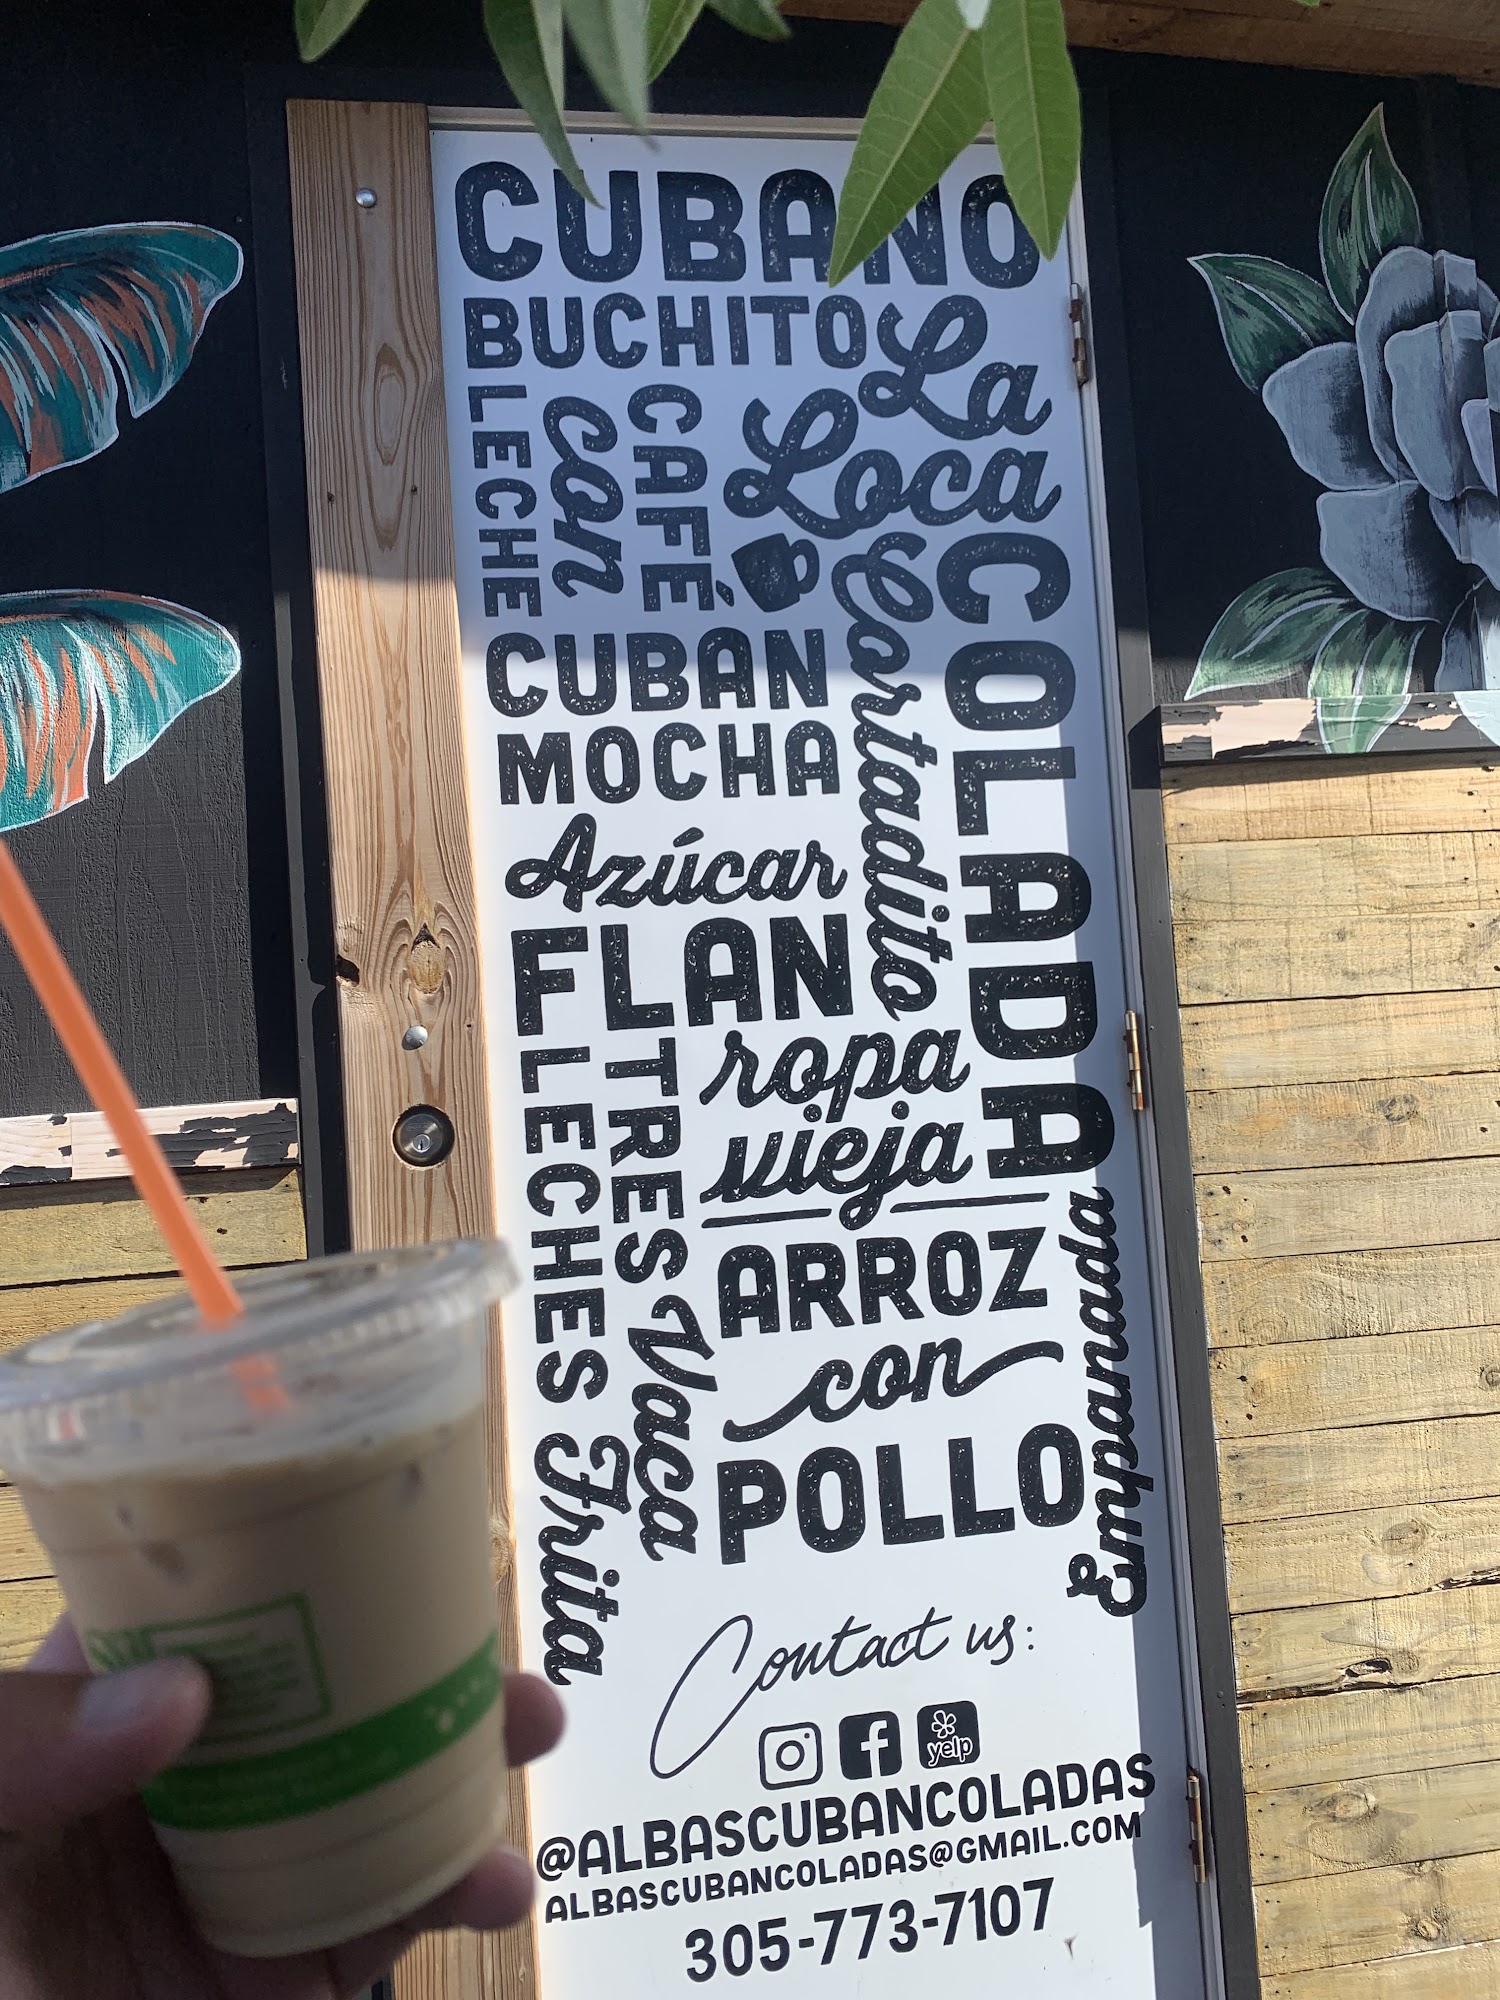 CUBANO
BUCHITO
La
Loca
CAFÉ
con
LECHE
Cortadito
COLADA
CUBAN
MOCHA
Azúcar
FLAN
F LECHES
TRES
ropa
vieja
Vaca
Frita
ARROZ
con
POLLO
Empanada
Contact us:
yelp
@ALBASCUBANCOLADAS
ALBASCUBANCOLADAS@GMAIL.COM
305-773-7107